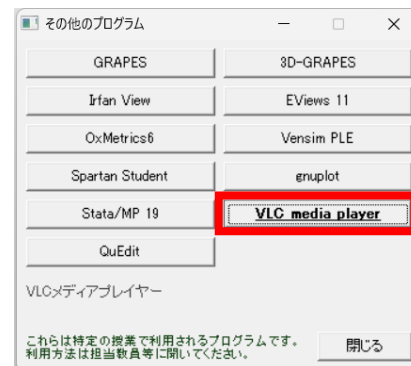 その他のプログラム
GRAPES
3D-GRAPES
Irfan View
EViews 11
OxMetrics6
Vensim PLE
Spartan Student
gnuplot
Stata/MP 19
VLC media player
QuEdit
VLCメディアプレイヤー
これらは特定の授業で利用されるプログラムです。
利用方法は担当教員等に聞いてください。
閉じる